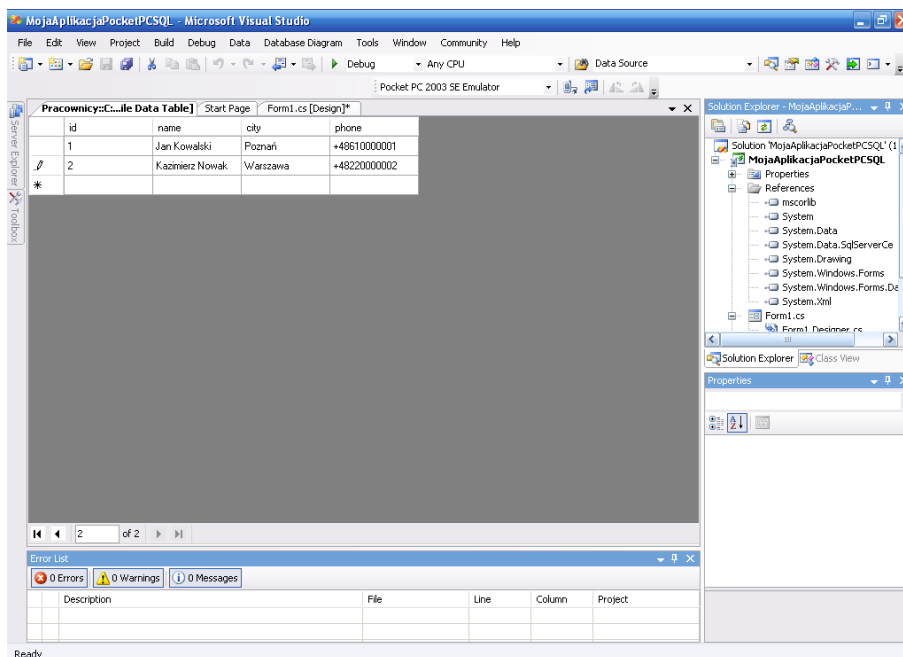 MojaAplikacjaPocketPCSQL - Microsoft Visual Studio
File Edit View Project Build Debug Data Database Diagram Tools Window Community Help
Debug Any CPU Data Source
Pocket PC 2003 SE Emulator
Pracownicy::C:...ile Data Table] Start Page Form1.cs [Design]*
Solution Explorer - MojaAplikacjaP...
Server Explorer
Toolbox
id name city phone
1 Jan Kowalski Poznań +48610000001
2 Kazimierz Nowak Warszawa +48220000002
Solution 'MojaAplikacjaPocketPCSQL' (1
MojaAplikacjaPocketPCSQL
Properties
References
mscorlib
System
System.Data
System.Data.SqlServerCe
System.Drawing
System.Windows.Forms
System.Windows.Forms.Da
System.Xml
Form1.cs
Form1.Designer.cs
Solution Explorer Class View
Properties
2 of 2
Error List
0 Errors 0 Warnings 0 Messages
Description File Line Column Project
Ready